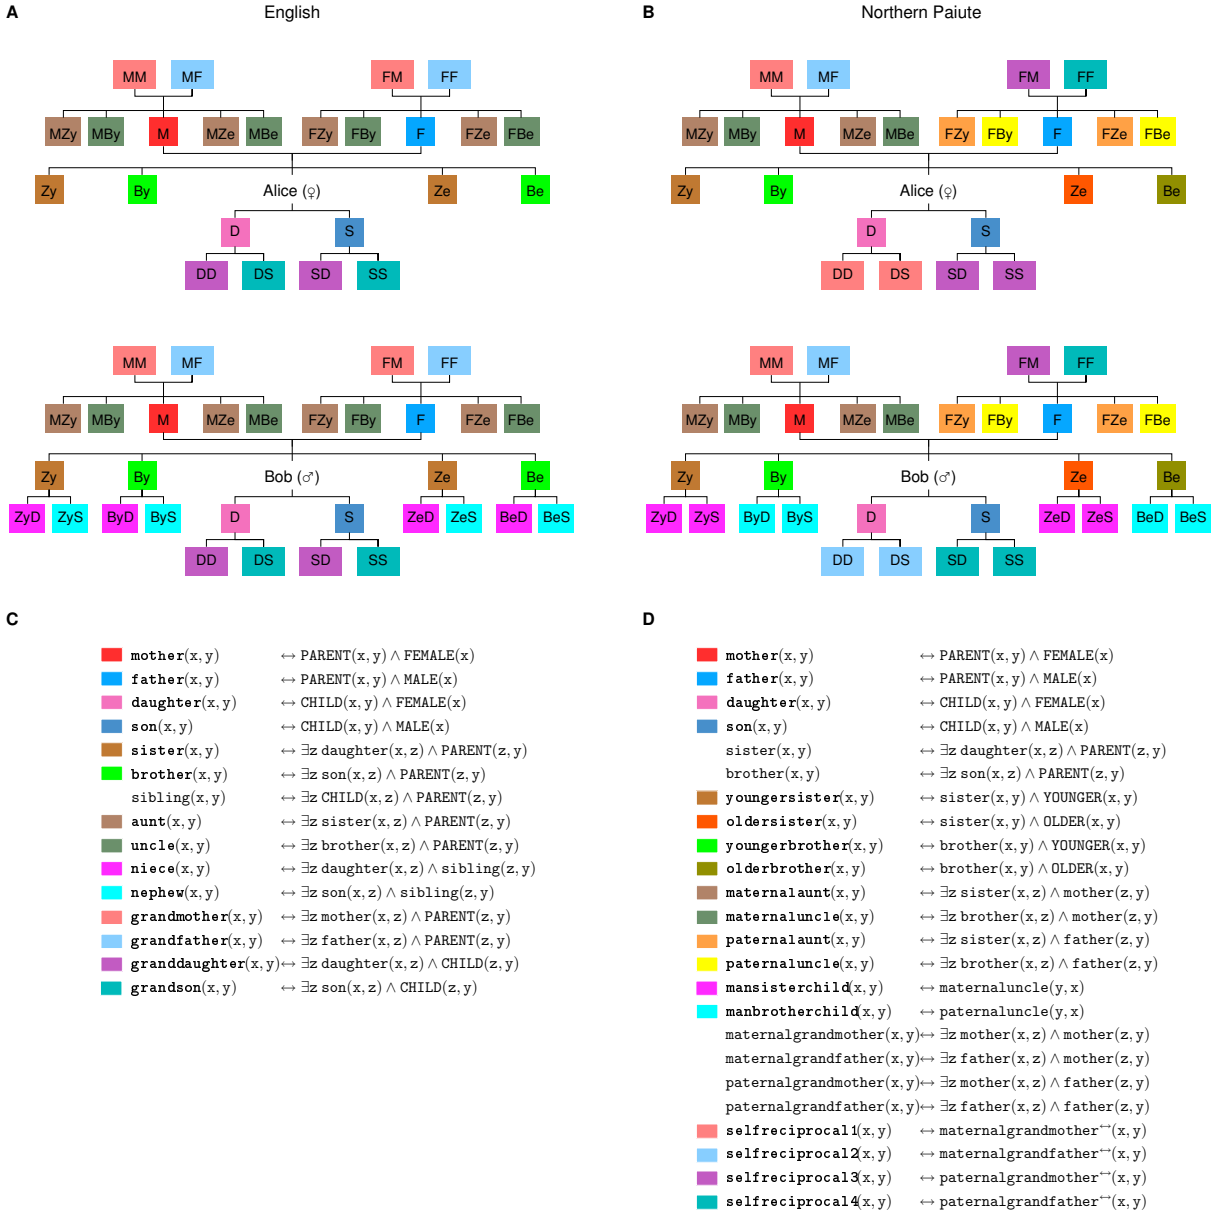 A English B Northern Paiute
MM MF FM FF MM MF FM FF
MZy MBy M MZe MBe FZy FBy F FZe FBe MZy MBy M MZe MBe FZy FBy F FZe FBe
Zy By Alice (♀) Ze Be Zy By Alice (♀) Ze Be
D S D S
DD DS SD SS DD DS SD SS
MM MF FM FF MM MF FM FF
MZy MBy M MZe MBe FZy FBy F FZe FBe MZy MBy M MZe MBe FZy FBy F FZe FBe
Zy By Bob (♂) Ze Be Zy By Bob (♂) Ze Be
ZyD ZyS ByD ByS D S ZeD ZeS BeD BeS ZyD ZyS ByD ByS D S ZeD ZeS BeD BeS
DD DS SD SS DD DS SD SS
C
mother(x, y) ↔ PARENT(x, y) ∧ FEMALE(x)
father(x, y) ↔ PARENT(x, y) ∧ MALE(x)
daughter(x, y) ↔ CHILD(x, y) ∧ FEMALE(x)
son(x, y) ↔ CHILD(x, y) ∧ MALE(x)
sister(x, y) ↔ ∃z daughter(x, z) ∧ PARENT(z, y)
brother(x, y) ↔ ∃z son(x, z) ∧ PARENT(z, y)
sibling(x, y) ↔ ∃z CHILD(x, z) ∧ PARENT(z, y)
aunt(x, y) ↔ ∃z sister(x, z) ∧ PARENT(z, y)
uncle(x, y) ↔ ∃z brother(x, z) ∧ PARENT(z, y)
niece(x, y) ↔ ∃z daughter(x, z) ∧ sibling(z, y)
nephew(x, y) ↔ ∃z son(x, z) ∧ sibling(z, y)
grandmother(x, y) ↔ ∃z mother(x, z) ∧ PARENT(z, y)
grandfather(x, y) ↔ ∃z father(x, z) ∧ PARENT(z, y)
granddaughter(x, y) ↔ ∃z daughter(x, z) ∧ CHILD(z, y)
grandson(x, y) ↔ ∃z son(x, z) ∧ CHILD(z, y)
D
mother(x, y) ↔ PARENT(x, y) ∧ FEMALE(x)
father(x, y) ↔ PARENT(x, y) ∧ MALE(x)
daughter(x, y) ↔ CHILD(x, y) ∧ FEMALE(x)
son(x, y) ↔ CHILD(x, y) ∧ MALE(x)
sister(x, y) ↔ ∃z daughter(x, z) ∧ PARENT(z, y)
brother(x, y) ↔ ∃z son(x, z) ∧ PARENT(z, y)
youngersister(x, y) ↔ sister(x, y) ∧ YOUNGER(x, y)
oldersister(x, y) ↔ sister(x, y) ∧ OLDER(x, y)
youngerbrother(x, y) ↔ brother(x, y) ∧ YOUNGER(x, y)
olderbrother(x, y) ↔ brother(x, y) ∧ OLDER(x, y)
maternalaunt(x, y) ↔ ∃z sister(x, z) ∧ mother(z, y)
maternaluncle(x, y) ↔ ∃z brother(x, z) ∧ mother(z, y)
paternalaunt(x, y) ↔ ∃z sister(x, z) ∧ father(z, y)
paternaluncle(x, y) ↔ ∃z brother(x, z) ∧ father(z, y)
mansisterchild(x, y) ↔ maternaluncle(y, x)
manbrotherchild(x, y) ↔ paternaluncle(y, x)
maternalgrandmother(x, y) ↔ ∃z mother(x, z) ∧ mother(z, y)
maternalgrandfather(x, y) ↔ ∃z father(x, z) ∧ mother(z, y)
paternalgrandmother(x, y) ↔ ∃z mother(x, z) ∧ father(z, y)
paternalgrandfather(x, y) ↔ ∃z father(x, z) ∧ father(z, y)
selfreciprocal1(x, y) ↔ maternalgrandmother↔(x, y)
selfreciprocal2(x, y) ↔ maternalgrandfather↔(x, y)
selfreciprocal3(x, y) ↔ paternalgrandmother↔(x, y)
selfreciprocal4(x, y) ↔ paternalgrandfather↔(x, y)